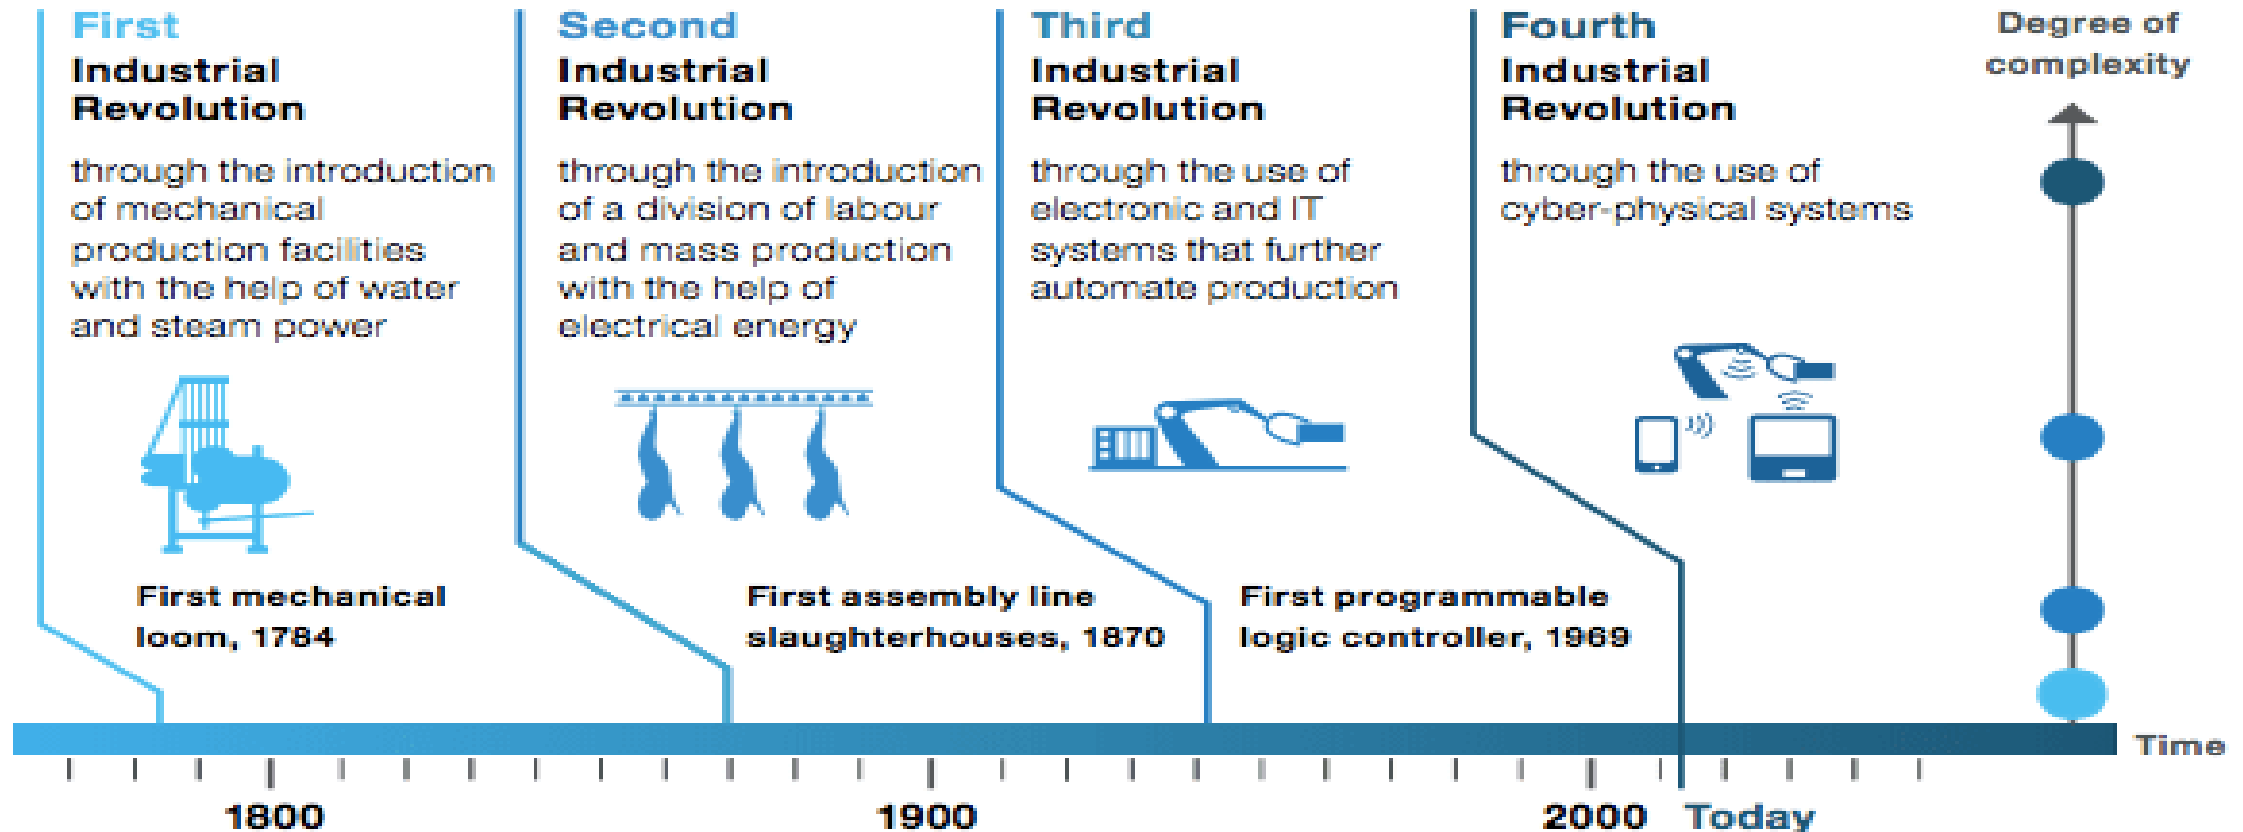 First
Industrial
Revolution
through the introduction
of mechanical
production facilities
with the help of water
and steam power
First mechanical
loom, 1784
Second
Industrial
Revolution
through the introduction
of a division of labour
and mass production
with the help of
electrical energy
First assembly line
slaughterhouses, 1870
Third
Industrial
Revolution
through the use of
electronic and IT
systems that further
automate production
First programmable
logic controller, 1969
Fourth
Industrial
Revolution
through the use of
cyber-physical systems
Degree of
complexity
Time
1800
1900
2000
Today